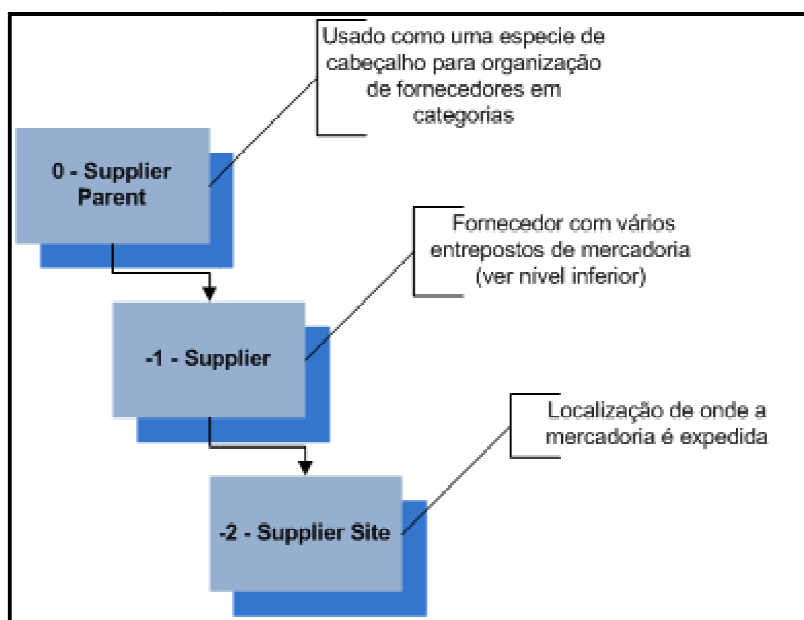 Usado como uma especie de
cabeçalho para organização
de fornecedores em
categorias
0 - Supplier
Parent
Fornecedor com vários
entrepostos de mercadoria
(ver nivel inferior)
-1 - Supplier
Localização de onde a
mercadoria é expedida
-2 - Supplier Site